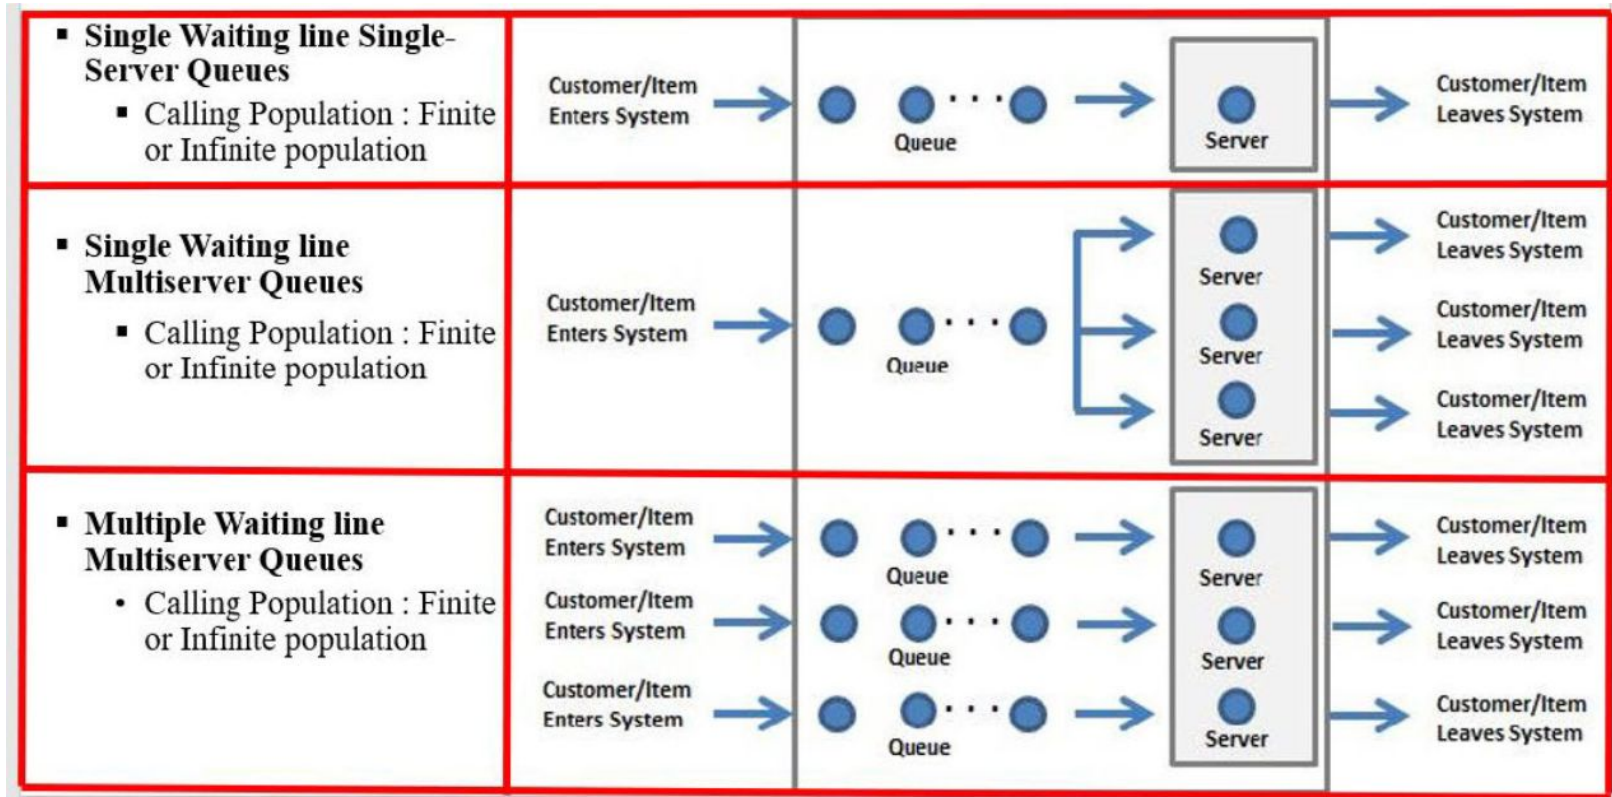 ▪ Single Waiting line Single-
Server Queues
▪ Calling Population : Finite
or Infinite population
Customer/Item
Enters System
Queue
Server
Customer/Item
Leaves System
▪ Single Waiting line
Multiserver Queues
▪ Calling Population : Finite
or Infinite population
Customer/Item
Enters System
Queue
Server
Server
Server
Customer/Item
Leaves System
Customer/Item
Leaves System
Customer/Item
Leaves System
▪ Multiple Waiting line
Multiserver Queues
• Calling Population : Finite
or Infinite population
Customer/Item
Enters System
Queue
Server
Customer/Item
Leaves System
Customer/Item
Enters System
Queue
Server
Customer/Item
Leaves System
Customer/Item
Enters System
Queue
Server
Customer/Item
Leaves System